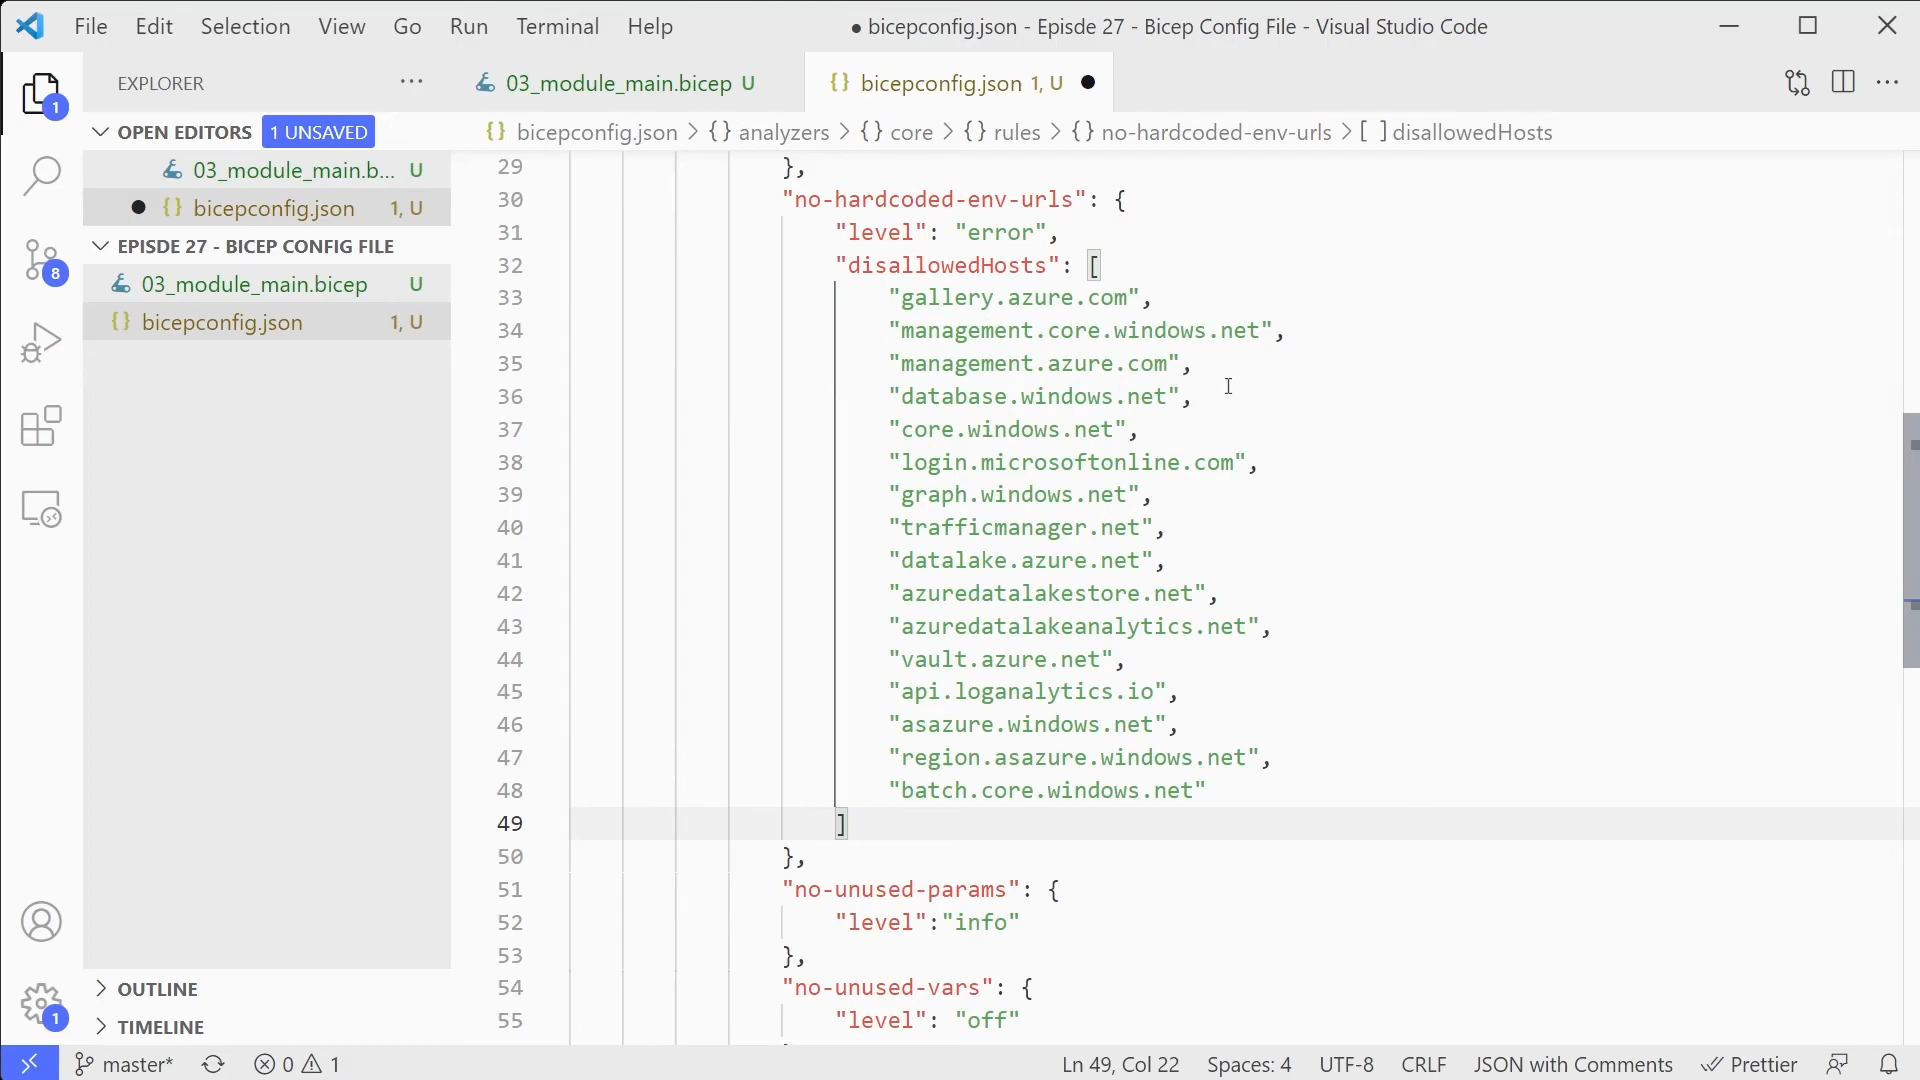 File Edit Selection View Go Run Terminal Help
● bicepconfig.json - Episde 27 - Bicep Config File - Visual Studio Code
EXPLORER
03_module_main.bicep U
{} bicepconfig.json 1, U
OPEN EDITORS 1 UNSAVED
{} bicepconfig.json > {} analyzers > {} core > {} rules > {} no-hardcoded-env-urls > [ ] disallowedHosts
03_module_main.b... U
{} bicepconfig.json 1, U
EPISDE 27 - BICEP CONFIG FILE
03_module_main.bicep U
{} bicepconfig.json 1, U
1
8
1
OUTLINE
TIMELINE
29 },
30 "no-hardcoded-env-urls": {
31 "level": "error",
32 "disallowedHosts": [
33 "gallery.azure.com",
34 "management.core.windows.net",
35 "management.azure.com",
36 "database.windows.net",
37 "core.windows.net",
38 "login.microsoftonline.com",
39 "graph.windows.net",
40 "trafficmanager.net",
41 "datalake.azure.net",
42 "azuredatalakestore.net",
43 "azuredatalakeanalytics.net",
44 "vault.azure.net",
45 "api.loganalytics.io",
46 "asazure.windows.net",
47 "region.asazure.windows.net",
48 "batch.core.windows.net"
49 ]
50 },
51 "no-unused-params": {
52 "level":"info"
53 },
54 "no-unused-vars": {
55 "level": "off"
master* 0 1
Ln 49, Col 22 Spaces: 4 UTF-8 CRLF JSON with Comments Prettier